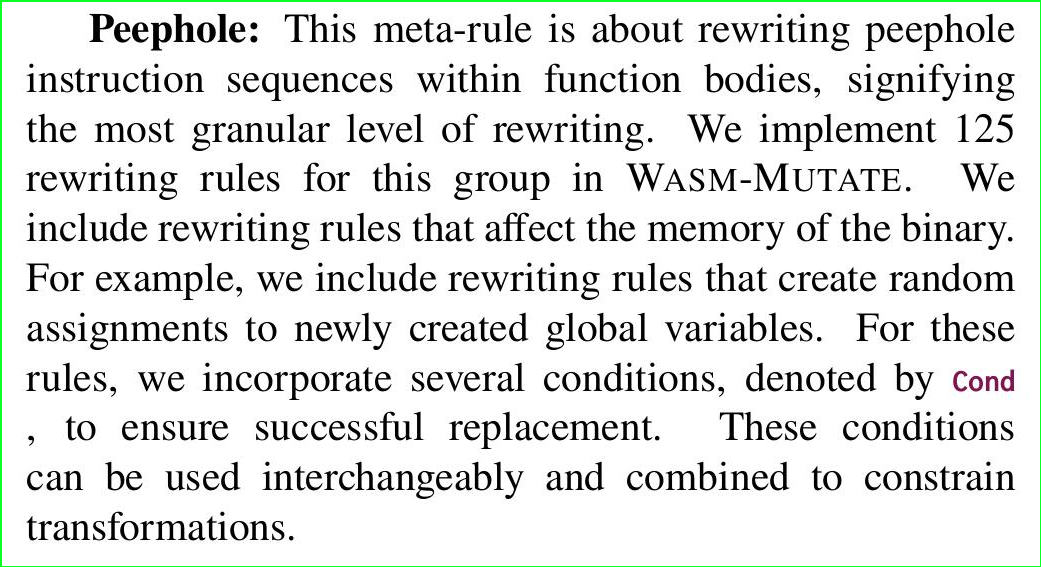 Peephole: This meta-rule is about rewriting peephole
instruction sequences within function bodies, signifying
the most granular level of rewriting. We implement 125
rewriting rules for this group in WASM-MUTATE. We
include rewriting rules that affect the memory of the binary.
For example, we include rewriting rules that create random
assignments to newly created global variables. For these
rules, we incorporate several conditions, denoted by Cond
, to ensure successful replacement. These conditions
can be used interchangeably and combined to constrain
transformations.